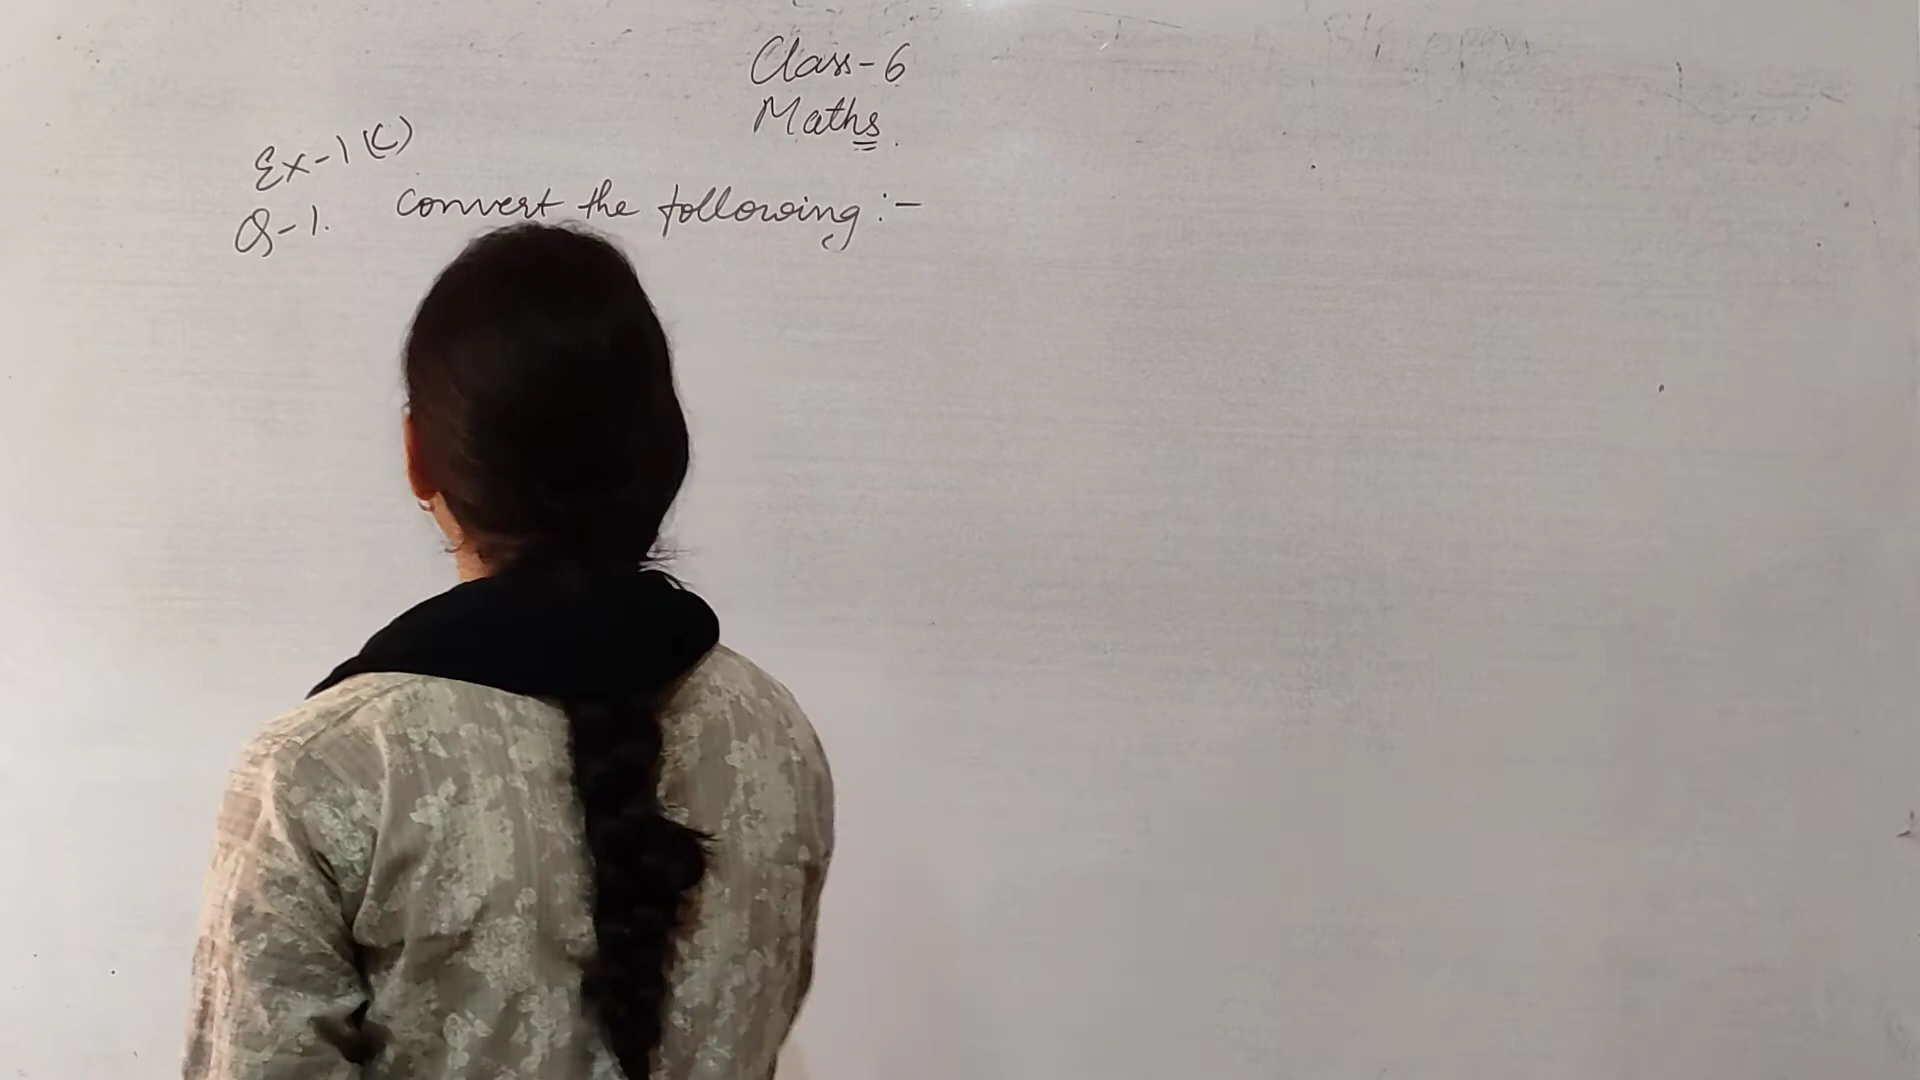 Class-6
Maths
Ex-1(C)
Q-1. Convert the following :-